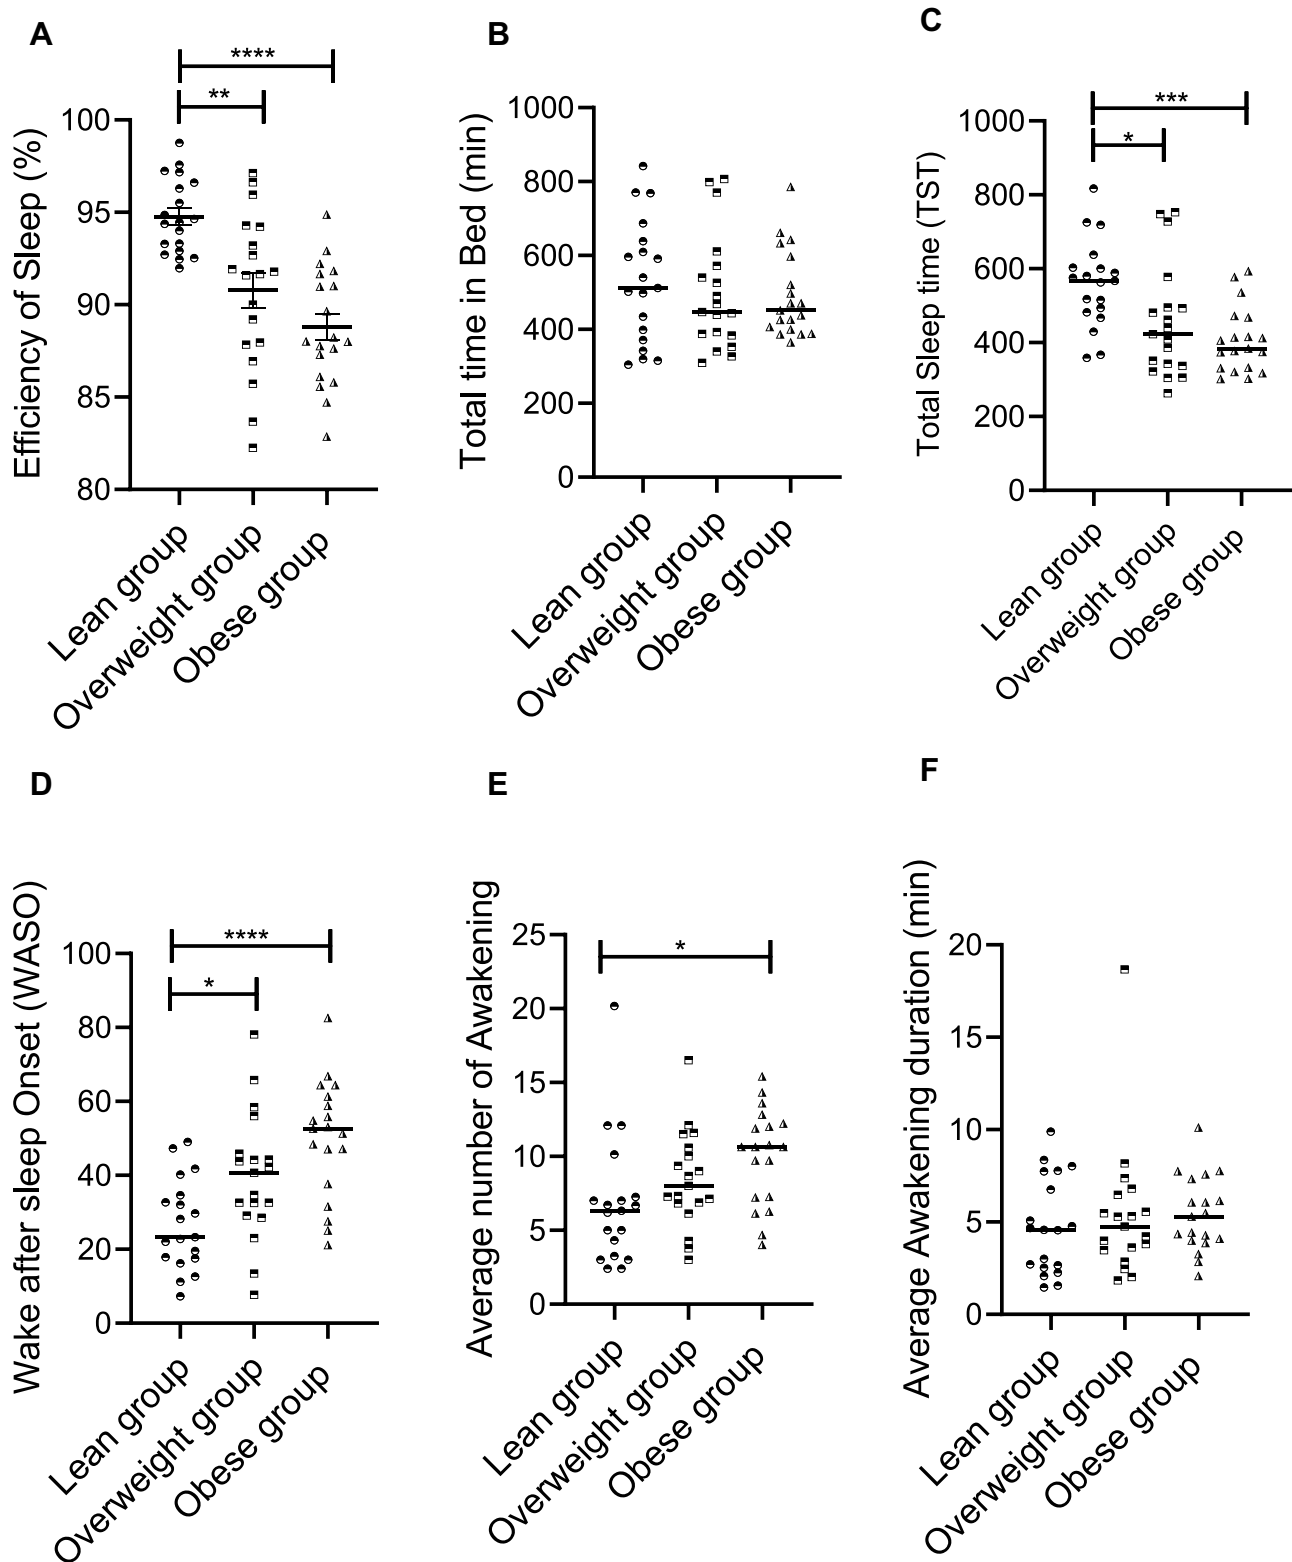 A
Efficiency of Sleep (%)
100
95
90
85
80
****
**
Lean group
Overweight group
Obese group
B
Total time in Bed (min)
1000
800
600
400
200
0
Lean group
Overweight group
Obese group
C
Total Sleep time (TST)
1000
800
600
400
200
0
***
*
Lean group
Overweight group
Obese group
D
Wake after sleep Onset (WASO)
100
80
60
40
20
0
****
*
Lean group
Overweight group
Obese group
E
Average number of Awakening
25
20
15
10
5
0
*
Lean group
Overweight group
Obese group
F
Average Awakening duration (min)
20
15
10
5
0
Lean group
Overweight group
Obese group